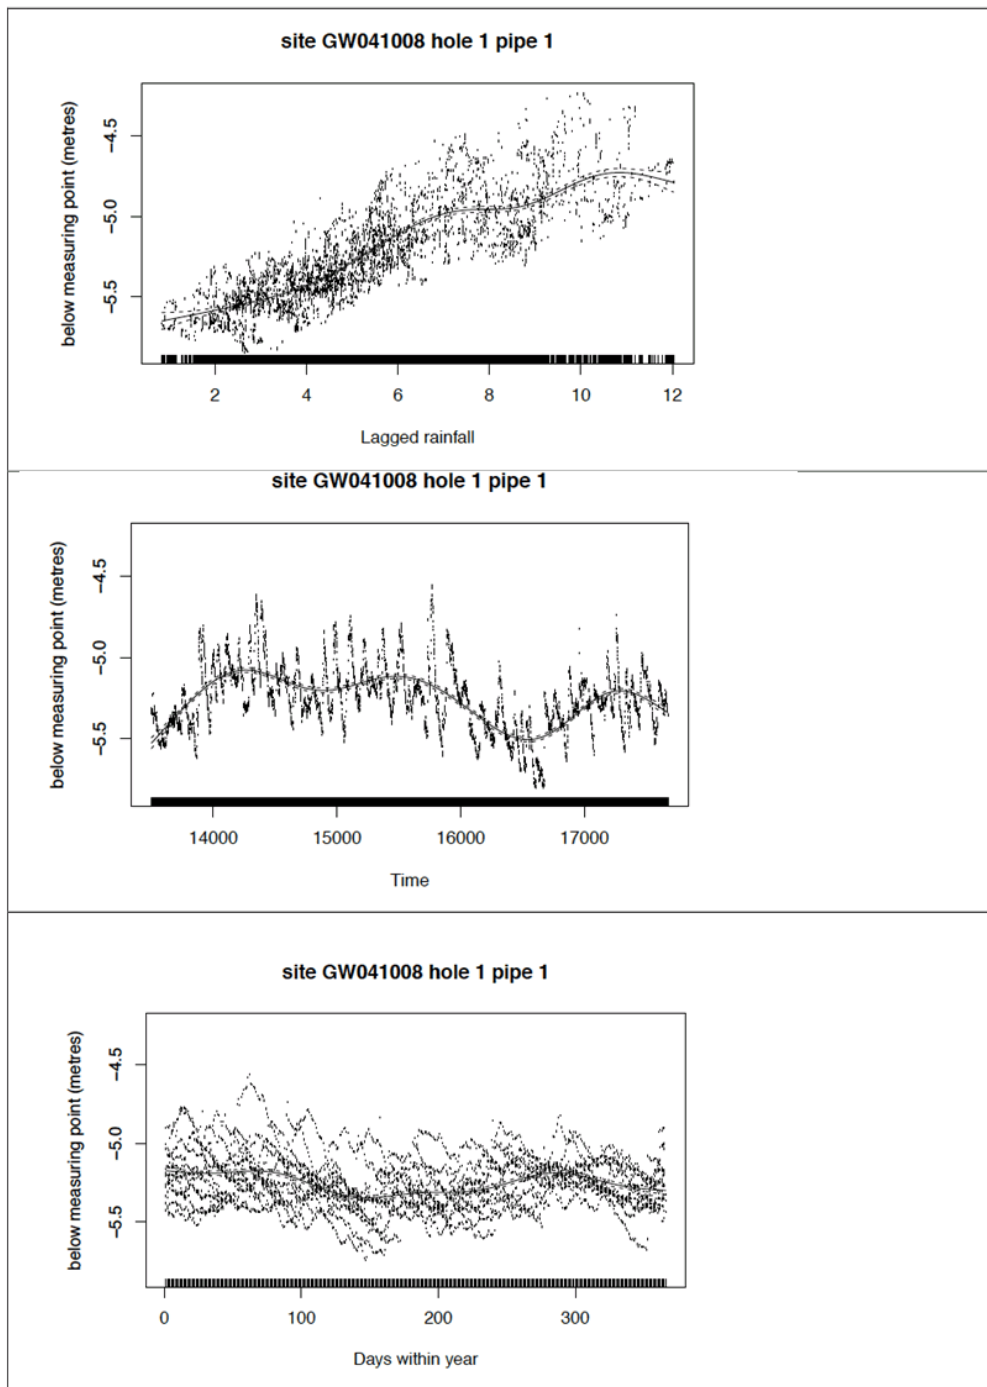 site GW041008 hole 1 pipe 1
below measuring point (metres)
-4.5
-5.0
-5.5
2 4 6 8 10 12
Lagged rainfall
site GW041008 hole 1 pipe 1
below measuring point (metres)
-4.5
-5.0
-5.5
14000 15000 16000 17000
Time
site GW041008 hole 1 pipe 1
below measuring point (metres)
-4.5
-5.0
-5.5
0 100 200 300
Days within year